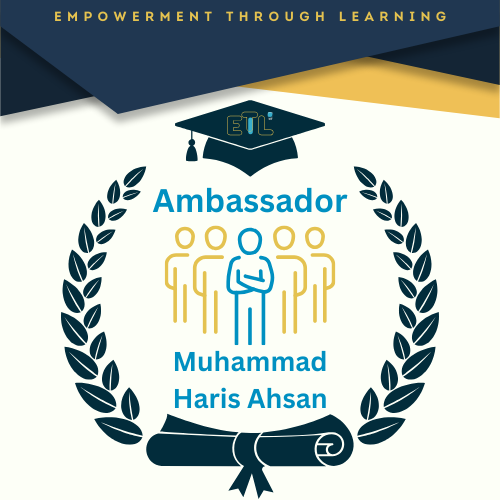 EMPOWERMENT THROUGH LEARNING
ETL
Ambassador
Muhammad
Haris Ahsan